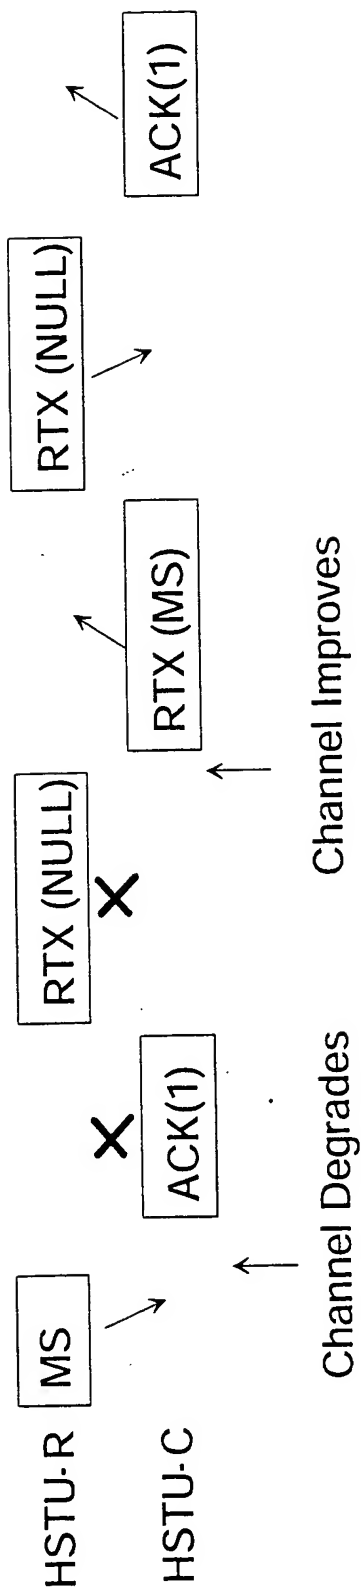 HSTU-R MS RTX (NULL) RTX (NULL)
HSTU-C ACK(1) RTX (MS) ACK(1)
Channel Degrades Channel Improves